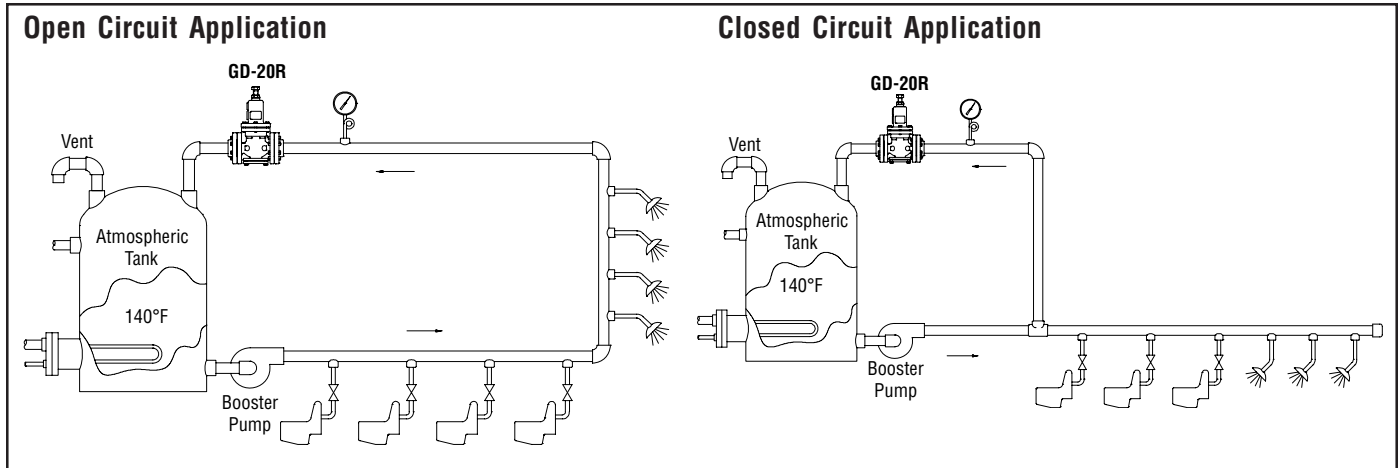 Open Circuit Application
GD-20R
Vent
Atmospheric
Tank
140°F
Booster
Pump
Closed Circuit Application
GD-20R
Vent
Atmospheric
Tank
140°F
Booster
Pump